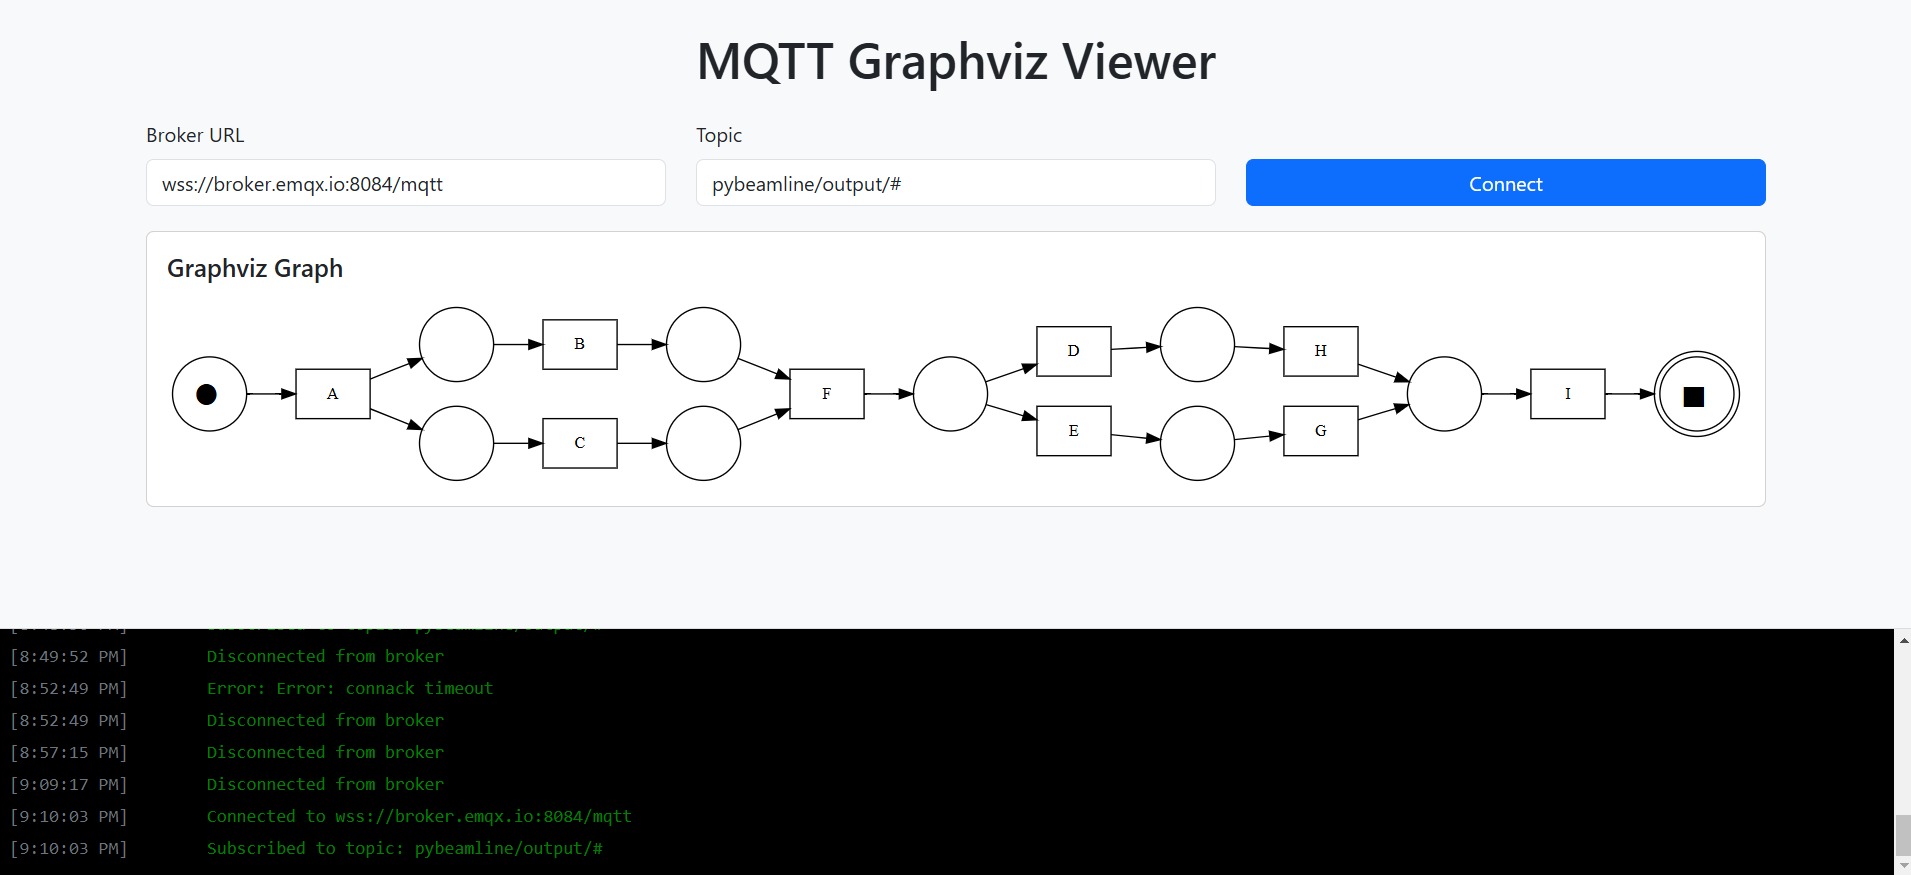 MQTT Graphviz Viewer
Broker URL
Topic
wss://broker.emqx.io:8084/mqtt
pybeamline/output/#
Connect
Graphviz Graph
A
B
C
F
D
E
H
G
I
[8:49:52 PM] Disconnected from broker
[8:52:49 PM] Error: Error: connack timeout
[8:52:49 PM] Disconnected from broker
[8:57:15 PM] Disconnected from broker
[9:09:17 PM] Disconnected from broker
[9:10:03 PM] Connected to wss://broker.emqx.io:8084/mqtt
[9:10:03 PM] Subscribed to topic: pybeamline/output/#